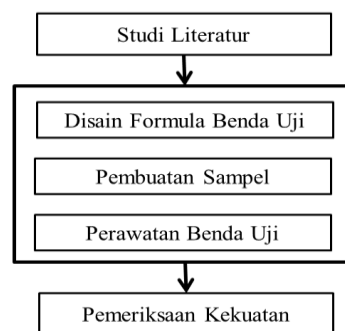 Studi Literatur
Disain Formula Benda Uji
Pembuatan Sampel
Perawatan Benda Uji
Pemeriksaan Kekuatan